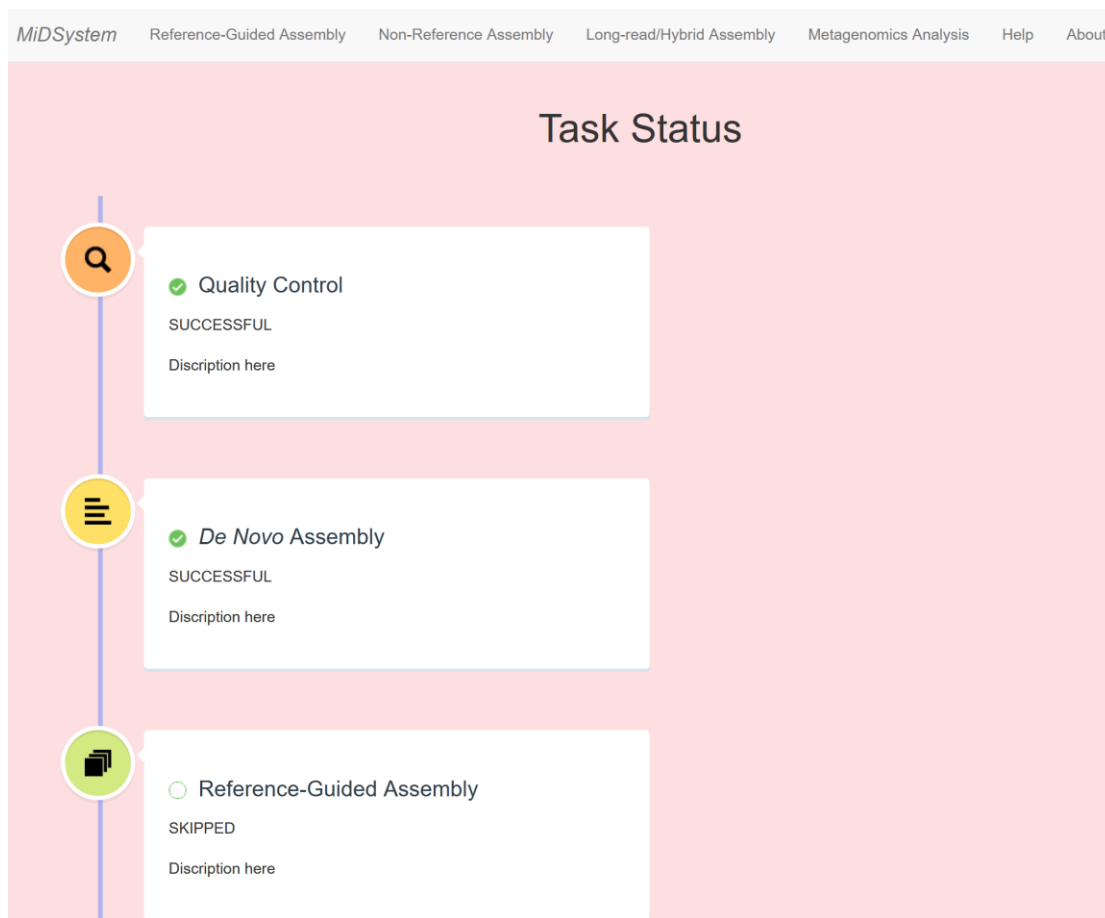 MiDSystem Reference-Guided Assembly Non-Reference Assembly Long-read/Hybrid Assembly Metagenomics Analysis Help About
Task Status
Quality Control
SUCCESSFUL
Discription here
De Novo Assembly
SUCCESSFUL
Discription here
Reference-Guided Assembly
SKIPPED
Discription here